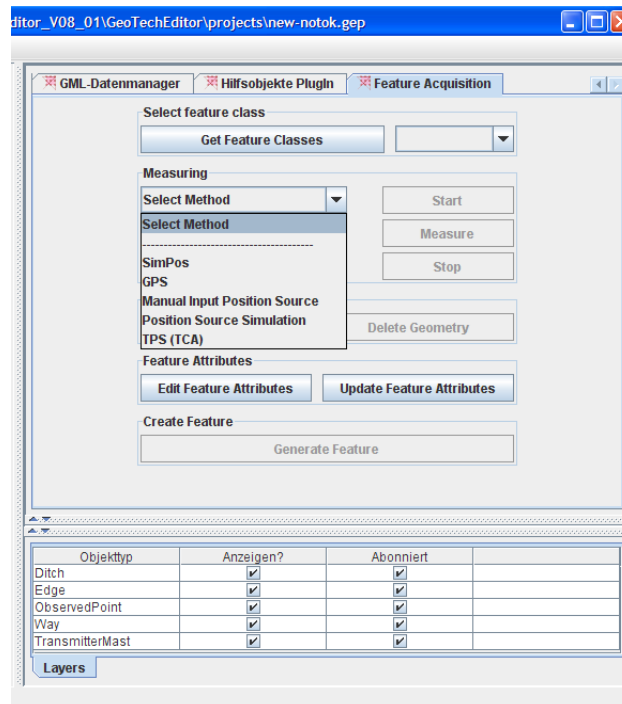 ditor_V08_01\GeoTechEditor\projects\new-notok.gep
GML-Datenmanager Hilfsobjekte PlugIn Feature Acquisition
Select feature class
Get Feature Classes
Measuring
Select Method Start
Select Method
Measure
----------------------------------------
SimPos Stop
GPS
Manual Input Position Source
Position Source Simulation Delete Geometry
TPS (TCA)
Feature Attributes
Edit Feature Attributes Update Feature Attributes
Create Feature
Generate Feature
Objekttyp Anzeigen? Abonniert
Ditch
Edge
ObservedPoint
Way
TransmitterMast
Layers